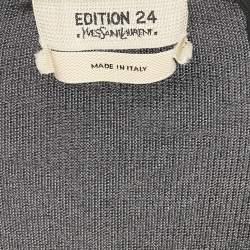 EDITION 24
YVESSAINTLAURENT
MADE IN ITALY